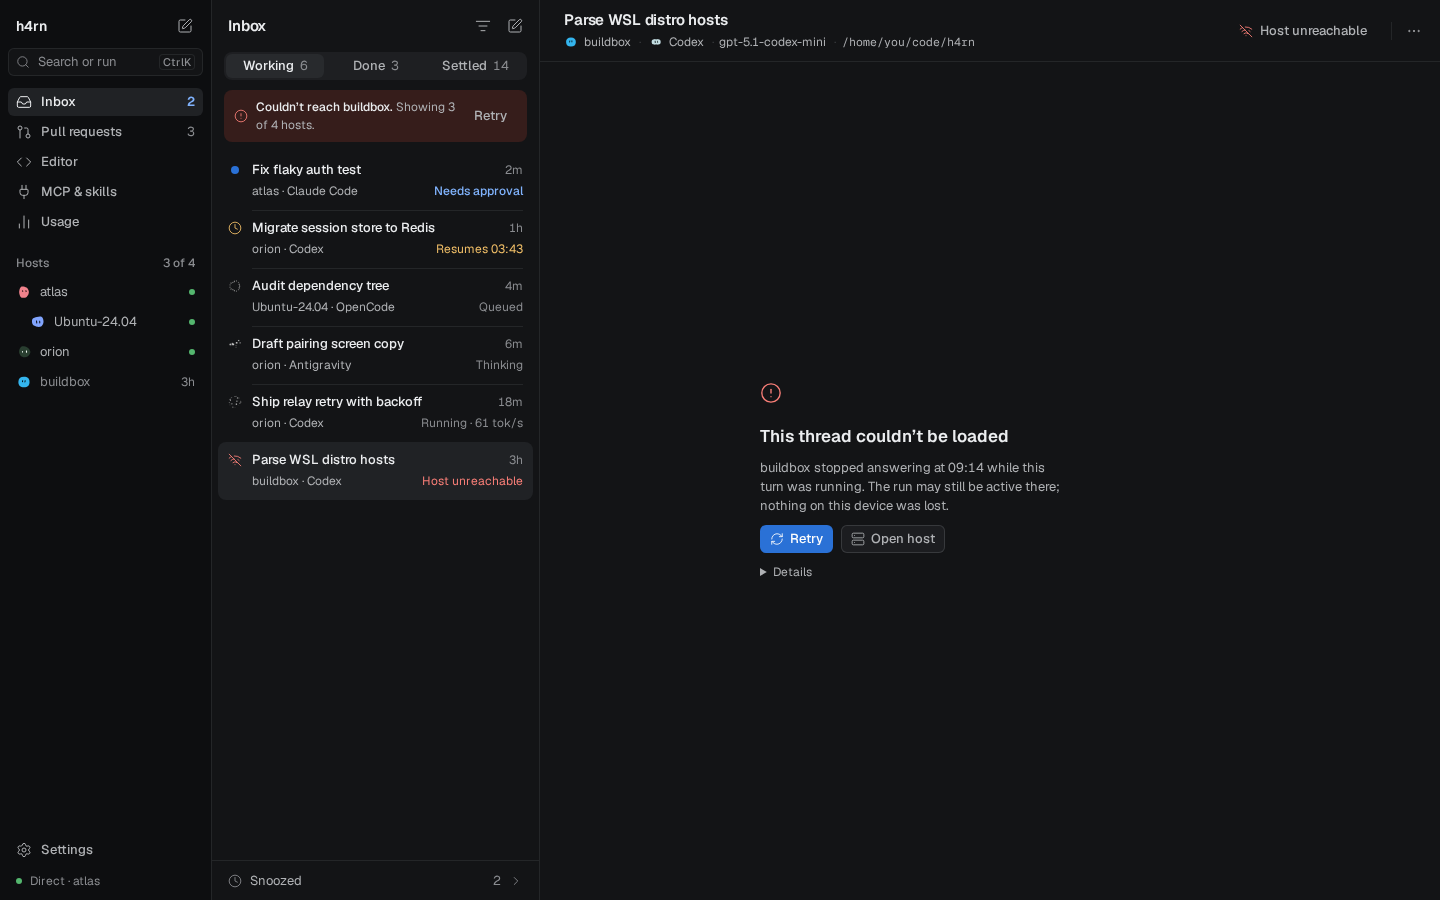 h4rn
Search or run
CtrlK
Inbox 2
Pull requests 3
Editor
MCP & skills
Usage
Hosts 3 of 4
atlas
Ubuntu-24.04
orion
buildbox 3h
Settings
Direct · atlas
Inbox
Working 6 Done 3 Settled 14
Couldn't reach buildbox. Showing 3
of 4 hosts.
Retry
Fix flaky auth test 2m
atlas · Claude Code Needs approval
Migrate session store to Redis 1h
orion · Codex Resumes 03:43
Audit dependency tree 4m
Ubuntu-24.04 · OpenCode Queued
Draft pairing screen copy 6m
orion · Antigravity Thinking
Ship relay retry with backoff 18m
orion · Codex Running · 61 tok/s
Parse WSL distro hosts 3h
buildbox · Codex Host unreachable
Snoozed 2
Parse WSL distro hosts
buildbox · Codex · gpt-5.1-codex-mini · /home/you/code/h4rn
Host unreachable
This thread couldn't be loaded
buildbox stopped answering at 09:14 while this
turn was running. The run may still be active there;
nothing on this device was lost.
Retry Open host
Details